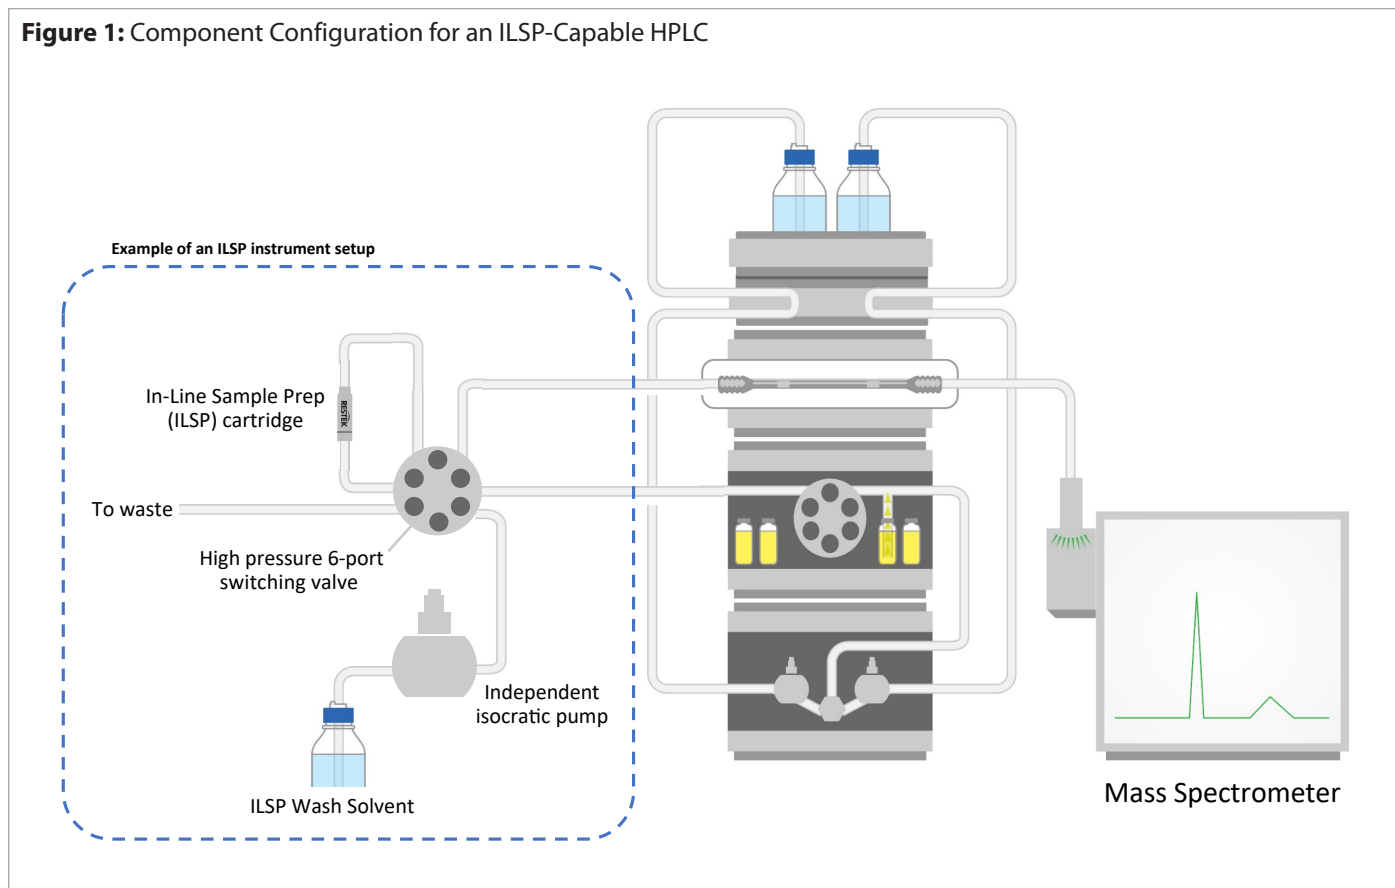 Figure 1: Component Configuration for an ILSP-Capable HPLC
Example of an ILSP instrument setup
In-Line Sample Prep
(ILSP) cartridge
RESTEK
To waste
High pressure 6-port
switching valve
Independent
isocratic pump
ILSP Wash Solvent
Mass Spectrometer